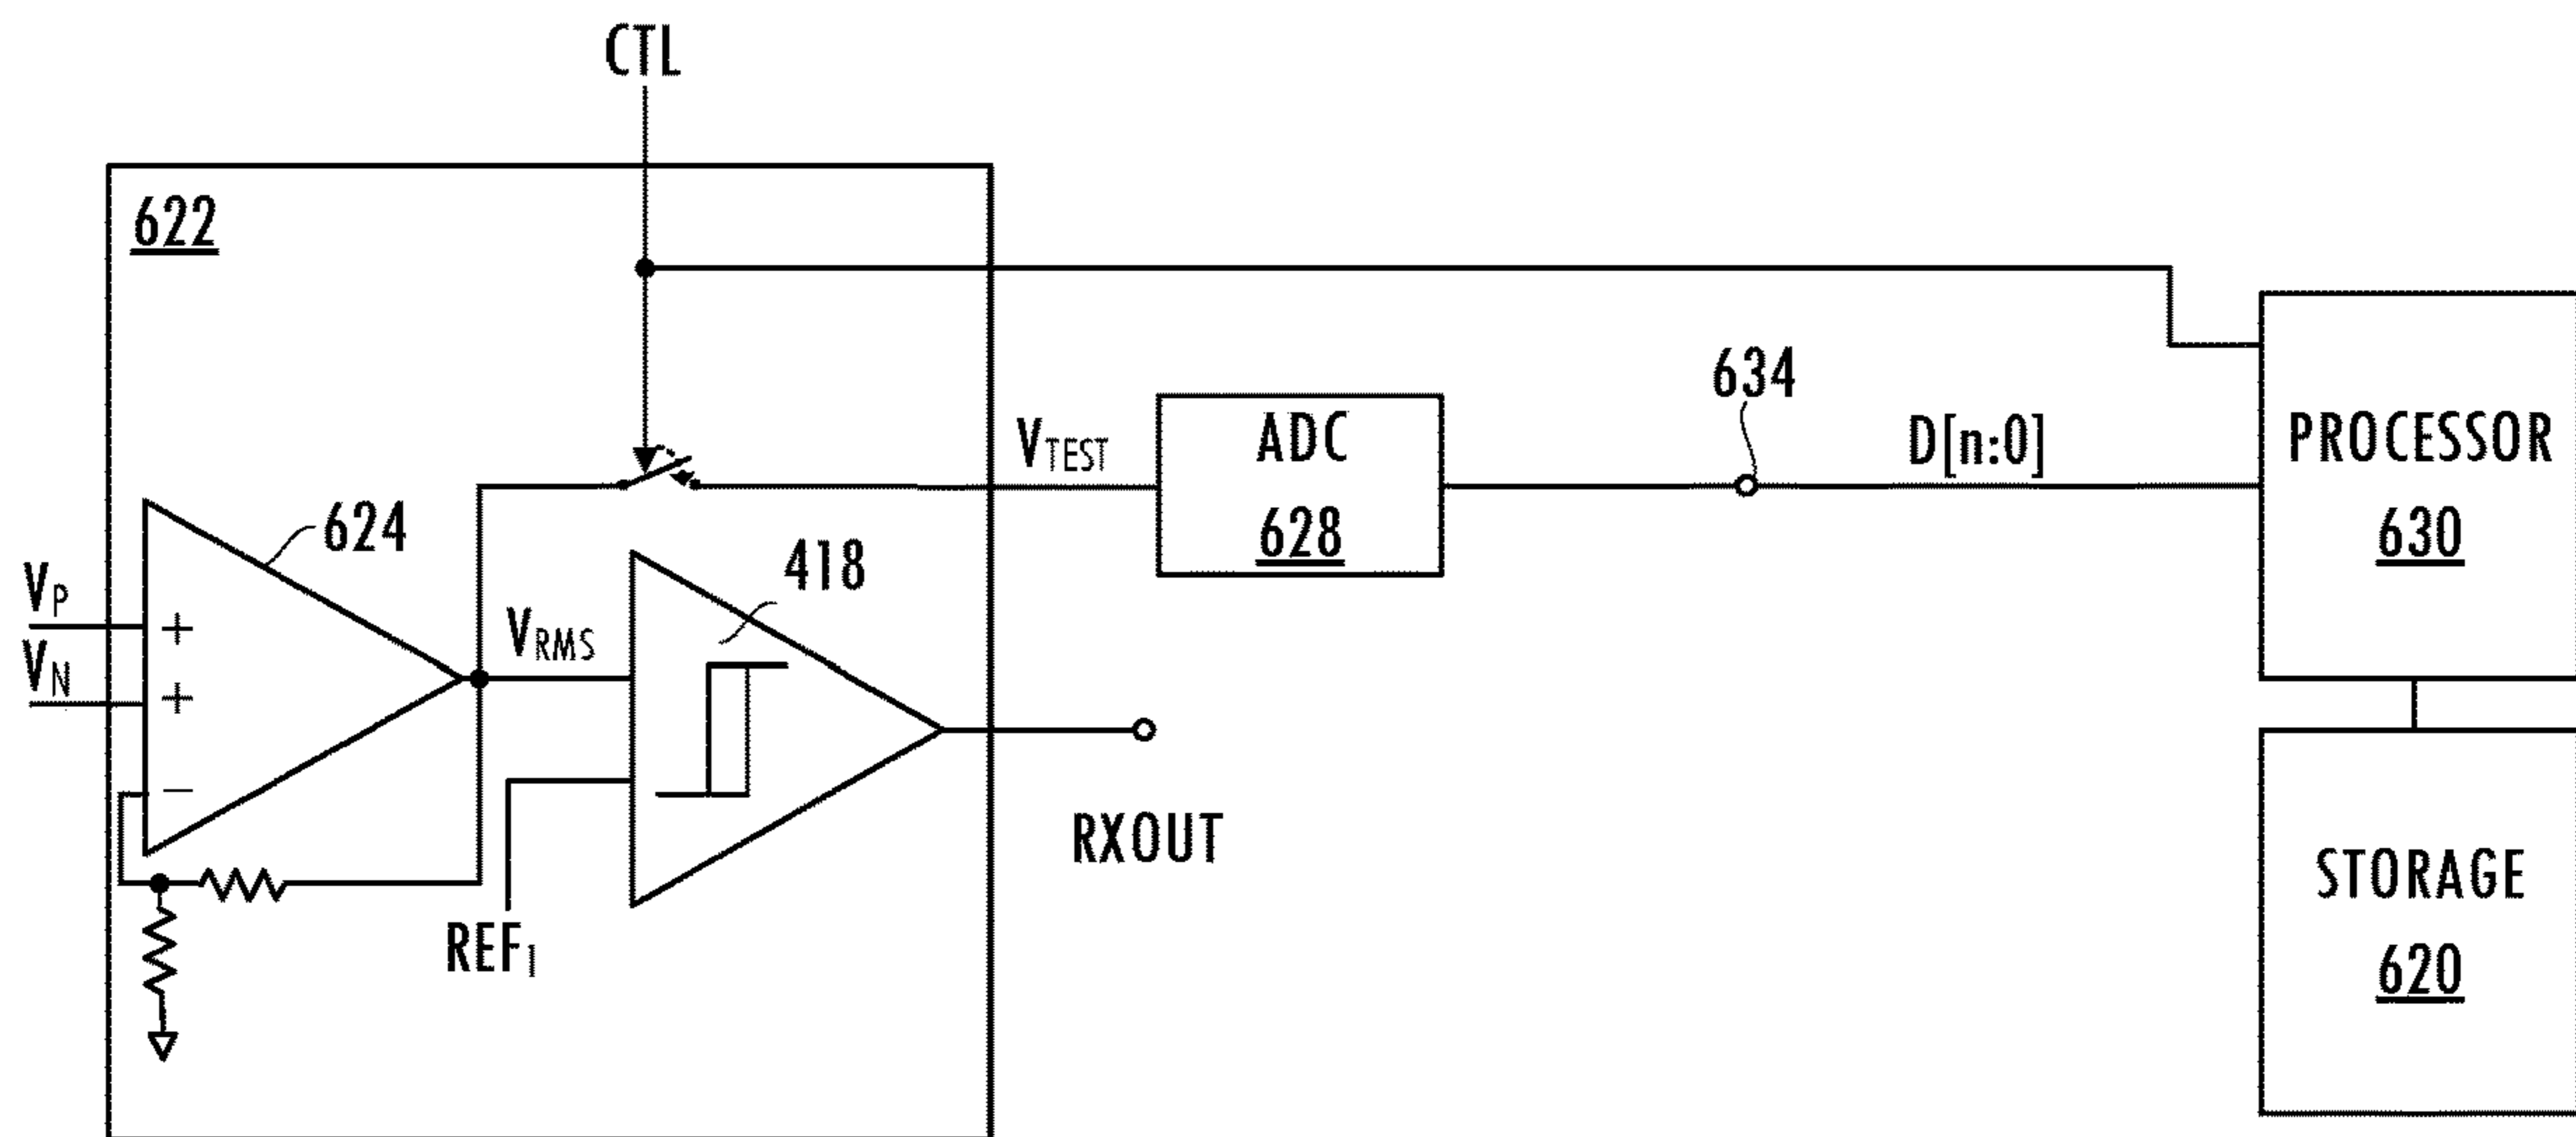 CTL
622
634
PROCESSOR
630
D[n:0]
V_TEST
ADC
628
624
418
V_P
+
V_N
+
−
V_RMS
REF_1
RXOUT
STORAGE
620